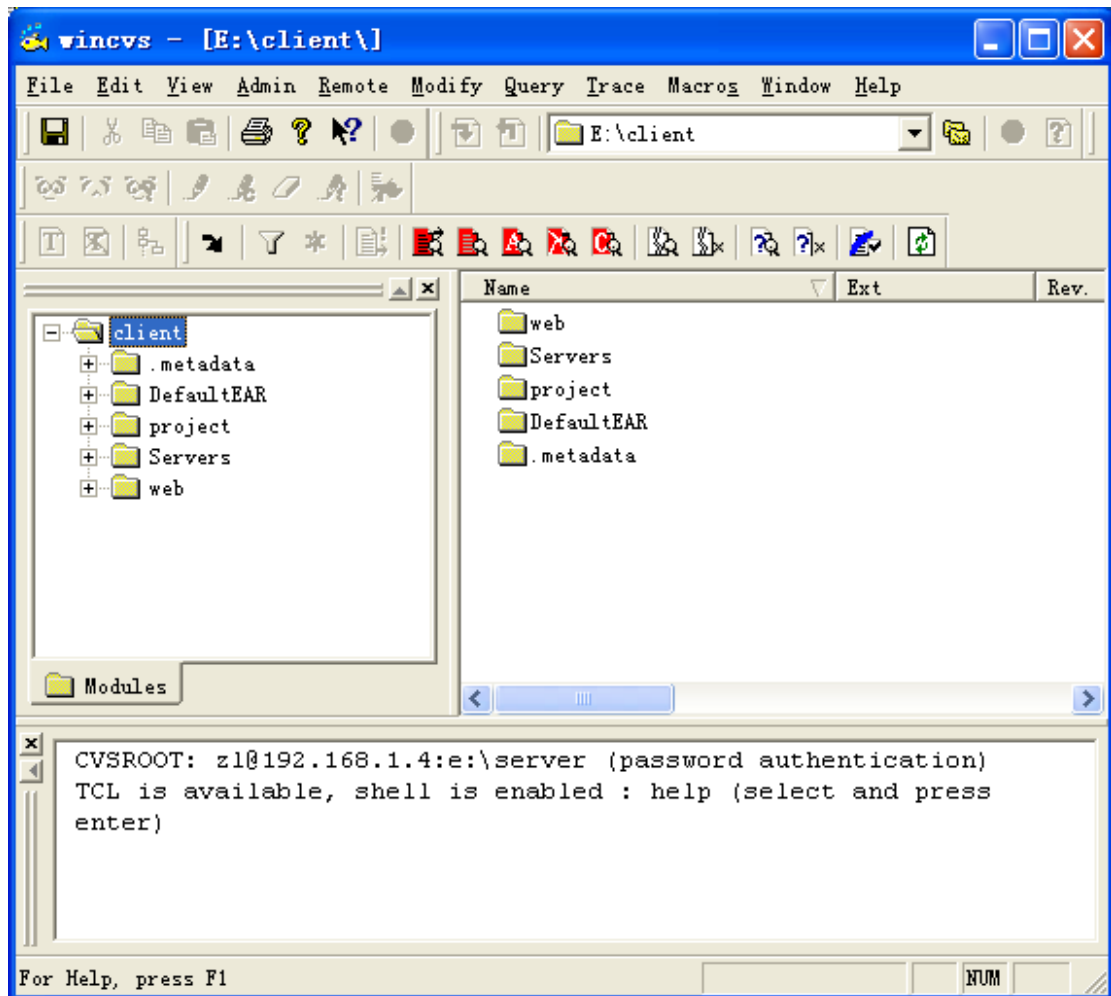 wincvs - [E:\client\]
File Edit View Admin Remote Modify Query Trace Macros Window Help
E:\client
Name Ext Rev.
client
.metadata
DefaultEAR
project
Servers
web
web
Servers
project
DefaultEAR
.metadata
Modules
CVSROOT: zl@192.168.1.4:e:\server (password authentication)
TCL is available, shell is enabled : help (select and press
enter)
For Help, press F1
NUM